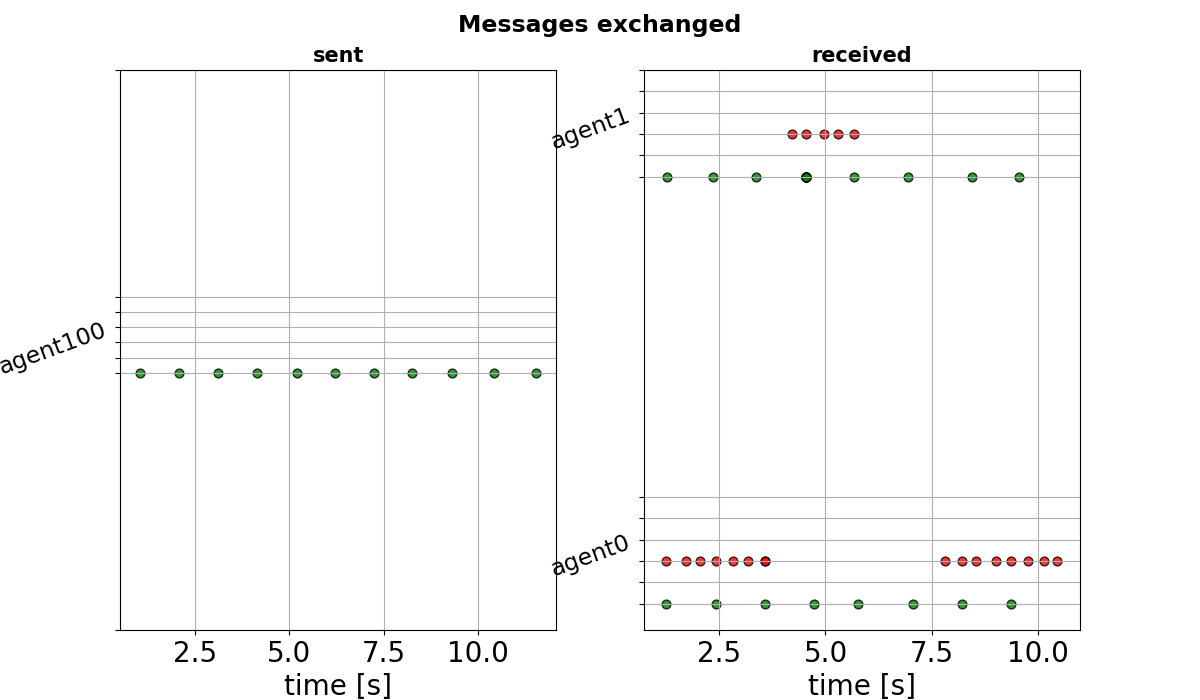 Messages exchanged
sent
received
agent100
2.5 5.0 7.5 10.0
time [s]
agent1
agent0
2.5 5.0 7.5 10.0
time [s]